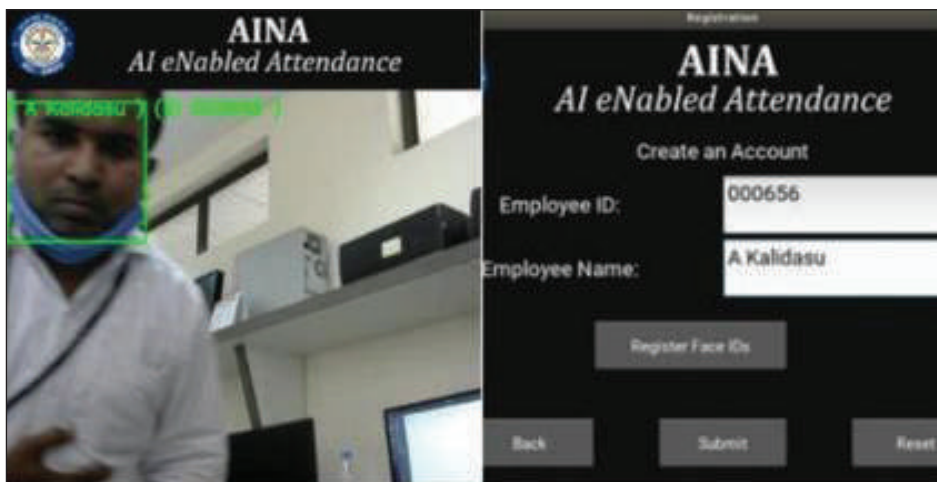 AINA
AI eNabled Attendance
A Kalidasu
Registration
AINA
AI eNabled Attendance
Create an Account
Employee ID:
000656
Employee Name:
A Kalidasu
Register Face IDs
Back
Submit
Reset